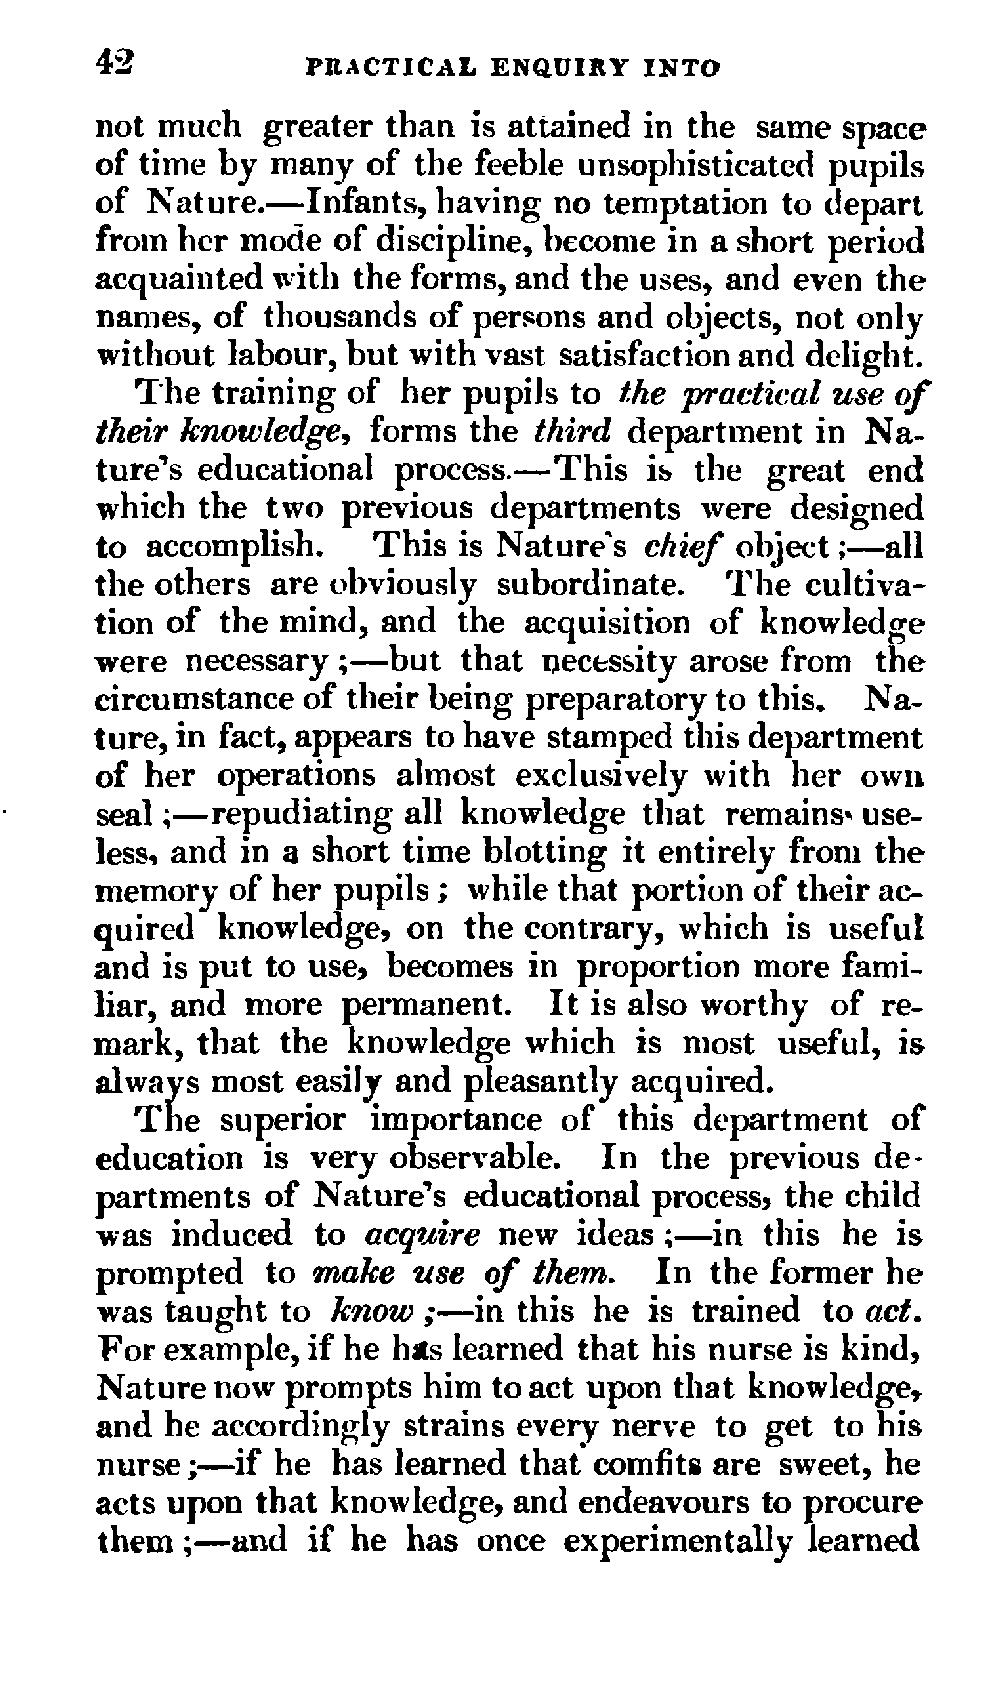 42 PRACTICAL ENQUIRY INTO
not much greater than is attained in the same space
of time by many of the feeble unsophisticated pupils
of Nature.—Infants, having no temptation to depart
from her mode of discipline, become in a short period
acquainted with the forms, and the uses, and even the
names, of thousands of persons and objects, not only
without labour, but with vast satisfaction and delight.
The training of her pupils to the practical use of
their knowledge, forms the third department in Na-
ture's educational process.—This is the great end
which the two previous departments were designed
to accomplish. This is Nature's chief object;—all
the others are obviously subordinate. The cultiva-
tion of the mind, and the acquisition of knowledge
were necessary;—but that necessity arose from the
circumstance of their being preparatory to this. Na-
ture, in fact, appears to have stamped this department
of her operations almost exclusively with her own
seal;—repudiating all knowledge that remains use-
less, and in a short time blotting it entirely from the
memory of her pupils; while that portion of their ac-
quired knowledge, on the contrary, which is useful
and is put to use, becomes in proportion more fami-
liar, and more permanent. It is also worthy of re-
mark, that the knowledge which is most useful, is
always most easily and pleasantly acquired.
The superior importance of this department of
education is very observable. In the previous de-
partments of Nature's educational process, the child
was induced to acquire new ideas;—in this he is
prompted to make use of them. In the former he
was taught to know;—in this he is trained to act.
For example, if he has learned that his nurse is kind,
Nature now prompts him to act upon that knowledge,
and he accordingly strains every nerve to get to his
nurse;—if he has learned that comfits are sweet, he
acts upon that knowledge, and endeavours to procure
them;—and if he has once experimentally learned